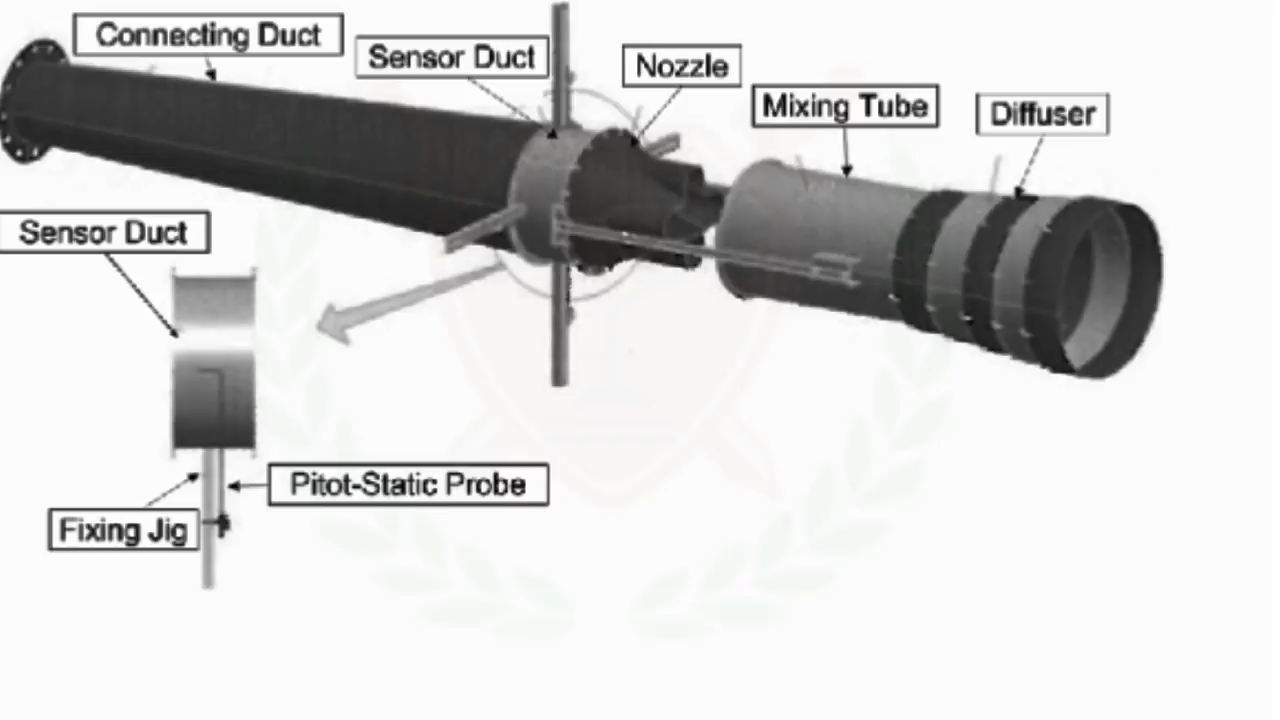 Connecting Duct
Sensor Duct
Nozzle
Mixing Tube
Diffuser
Sensor Duct
Pitot-Static Probe
Fixing Jig